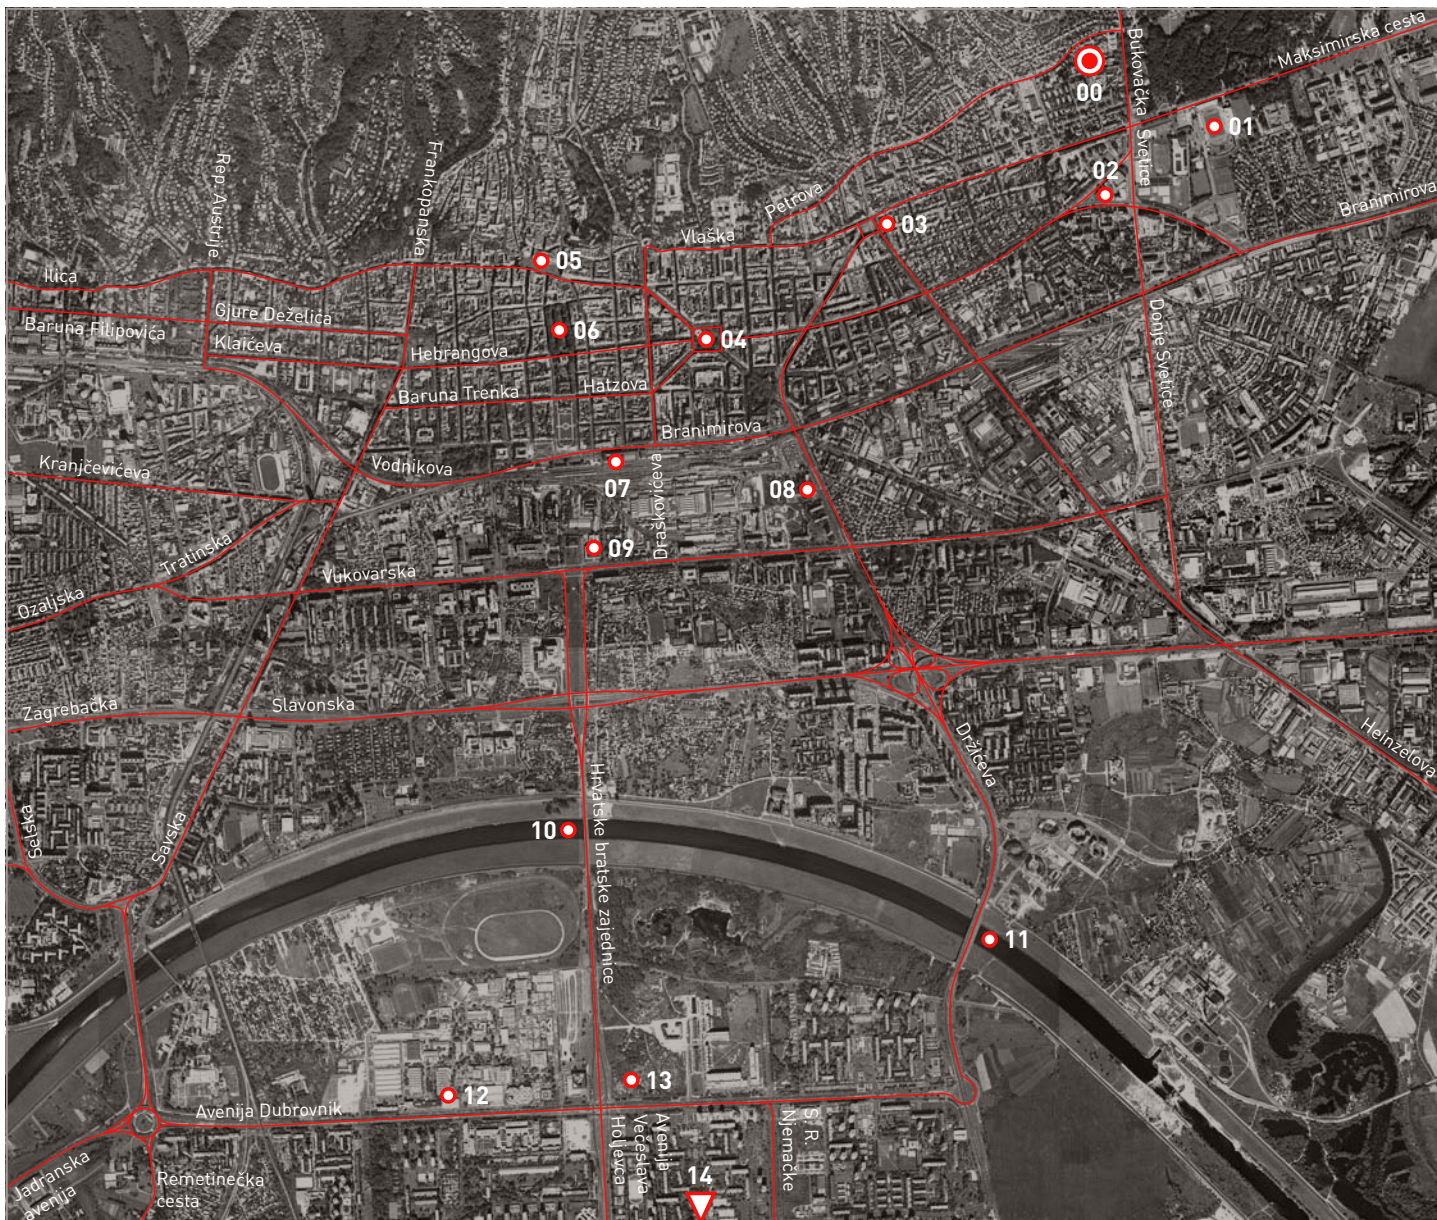 Maksimirska cesta
Bukovačka
00
01
Svetice
02
Rep.Austrije
Frankopanska
Petrova
Branimirova
03
Vlaška
05
Ilica
Gjure Deželića
Baruna Filipovića
06
04
Klaićeva
Hebrangova
Donje Svetice
Hatzova
Baruna Trenka
Branimirova
Kranjčevićeva
Vodnikova
07
08
Draškovićeva
09
Tratinska
Vukovarska
Ozaljska
Zagrebačka
Slavonska
Držićeva
Heinzelova
Hrvatske bratske zajednice
Selska
Savska
10
11
13
12
Avenija Dubrovnik
Avenija
Večeslava
Holjevca
S. R.
Njemačke
14
Jadranska
avenija
Remetinečka
cesta